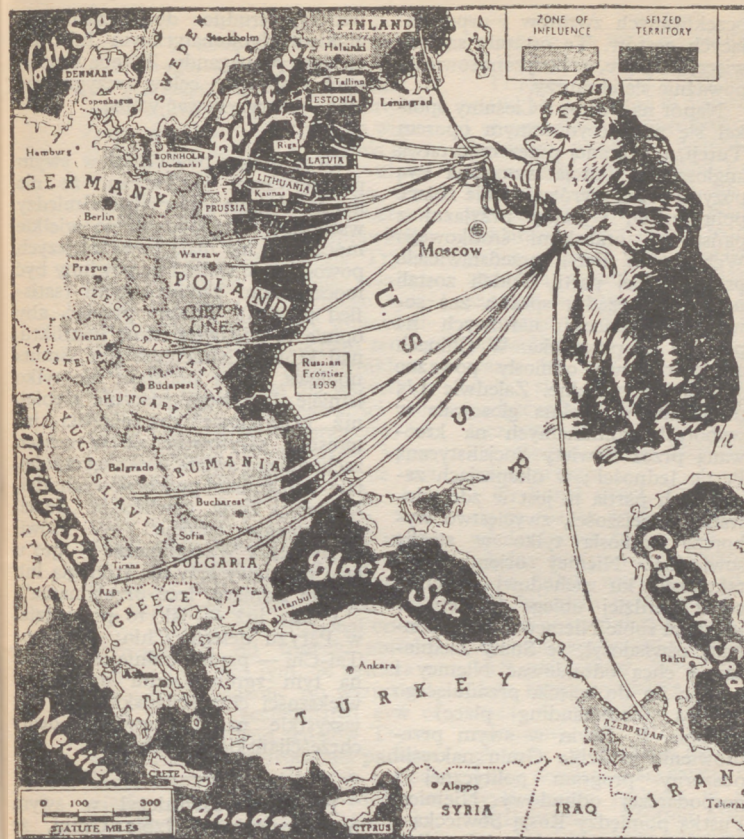 North Sea
SWEDEN
Stockholm
FINLAND
Helsinki
ZONE OF
INFLUENCE
SEIZED
TERRITORY
DENMARK
Copenhagen
Baltic Sea
Tallinn
ESTONIA
Leningrad
Hamburg
BORNHOLM
(Denmark)
Riga
LATVIA
LITHUANIA
Kaunas
GERMANY
PRUSSIA
Berlin
Moscow
Warsaw
POLAND
Prague
CURZON
LINE
CZECHOSLOVAKIA
Vienna
AUSTRIA
U. S. S. R.
Russian
Frontier
1939
Budapest
HUNGARY
YUGOSLAVIA
Belgrade
RUMANIA
Bucharest
Adriatic Sea
ITALY
Sofia
BULGARIA
Tirana
ALB
Black Sea
Caspian Sea
GREECE
Istanbul
Athens
Ankara
TURKEY
Baku
AZERBAIJAN
Mediterranean
CRETE
IRAN
Aleppo
SYRIA
IRAQ
CYPRUS
0 100 300
STATUTE MILES